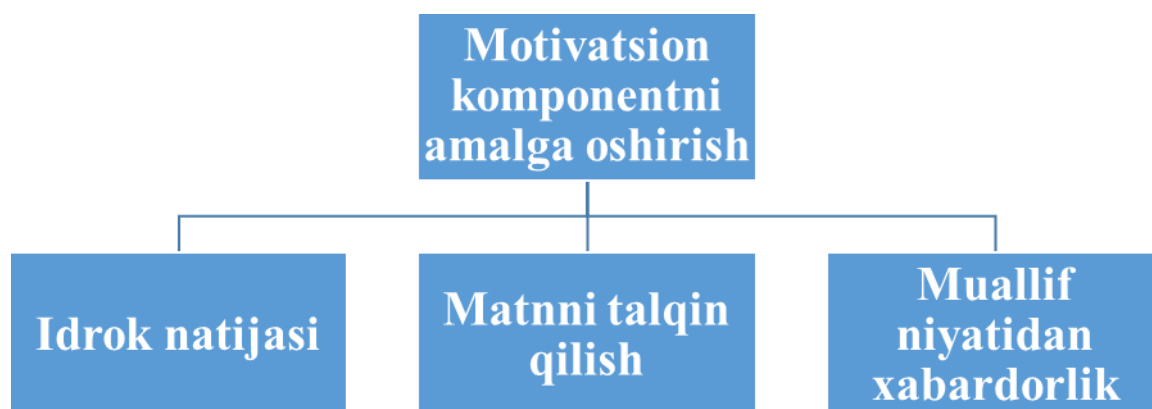 Motivatsion
komponentni
amalga oshirish
Idrok natijasi
Matnni talqin
qilish
Muallif
niyatidan
xabardorlik